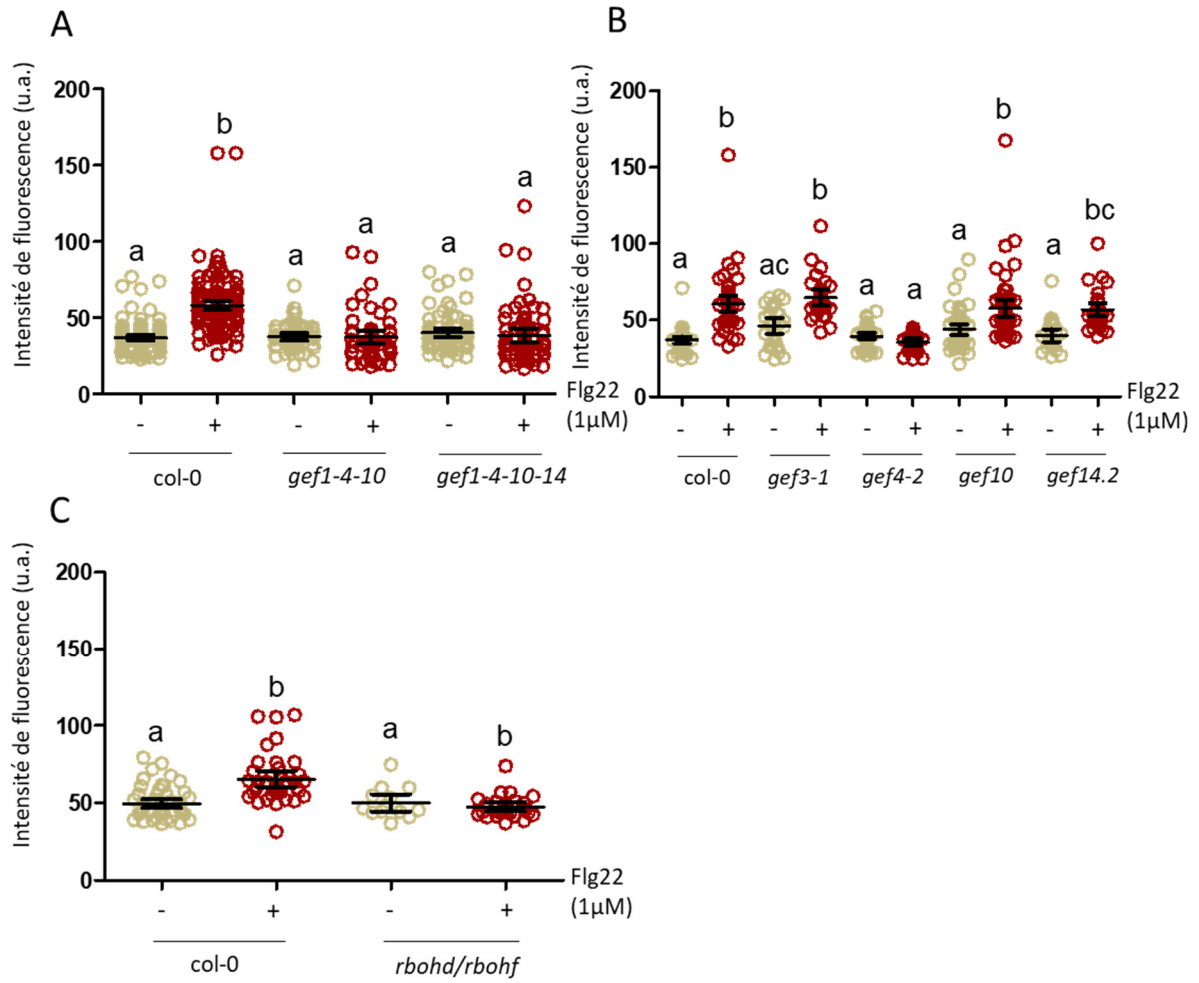 A
Intensité de fluorescence (u.a.)
200
150
100
50
0
a
b
a
a
a
a
Flg22
(1µM)
- + - + - +
col-0 gef1-4-10 gef1-4-10-14
B
Intensité de fluorescence (u.a.)
200
150
100
50
0
a
b
ac
b
a
a
a
b
a
bc
Flg22
(1µM)
- + - + - + - + - +
col-0 gef3-1 gef4-2 gef10 gef14.2
C
Intensité de fluorescence (u.a.)
200
150
100
50
0
a
b
a
b
Flg22
(1µM)
- + - +
col-0 rbohd/rbohf